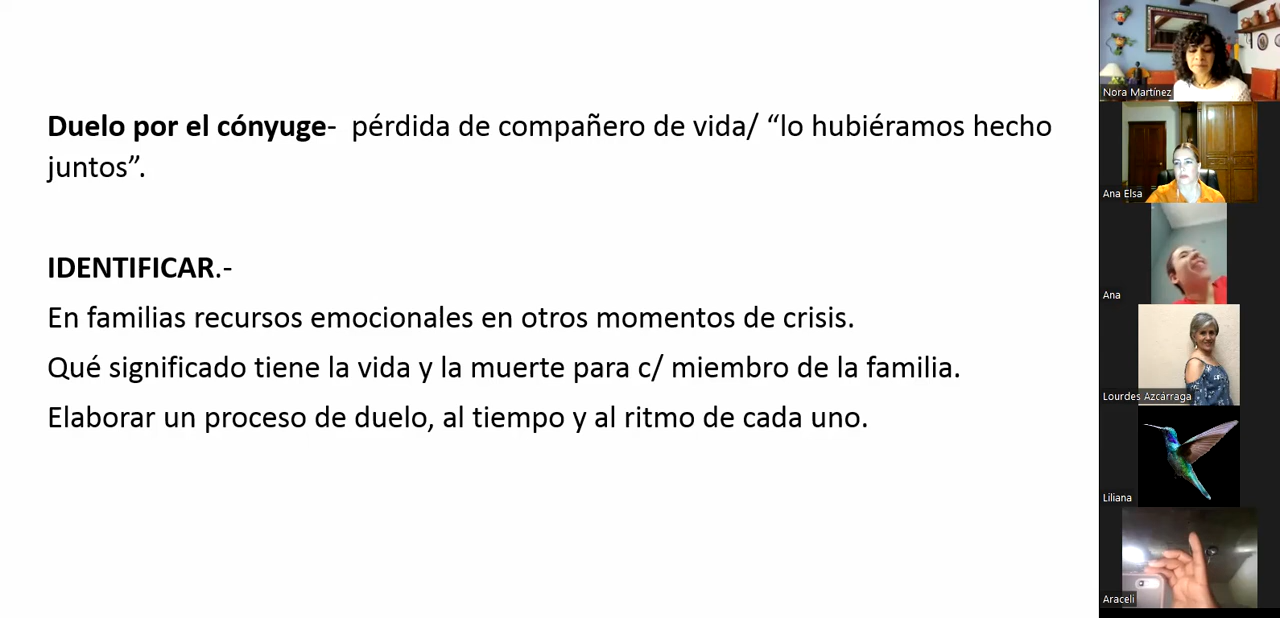 Duelo por el cónyuge-  pérdida de compañero de vida/ “lo hubiéramos hecho
juntos”.
IDENTIFICAR.-
En familias recursos emocionales en otros momentos de crisis.
Qué significado tiene la vida y la muerte para c/ miembro de la familia.
Elaborar un proceso de duelo, al tiempo y al ritmo de cada uno.
Nora Martínez
Ana Elsa
Ana
Lourdes Azcárraga
Liliana
Araceli